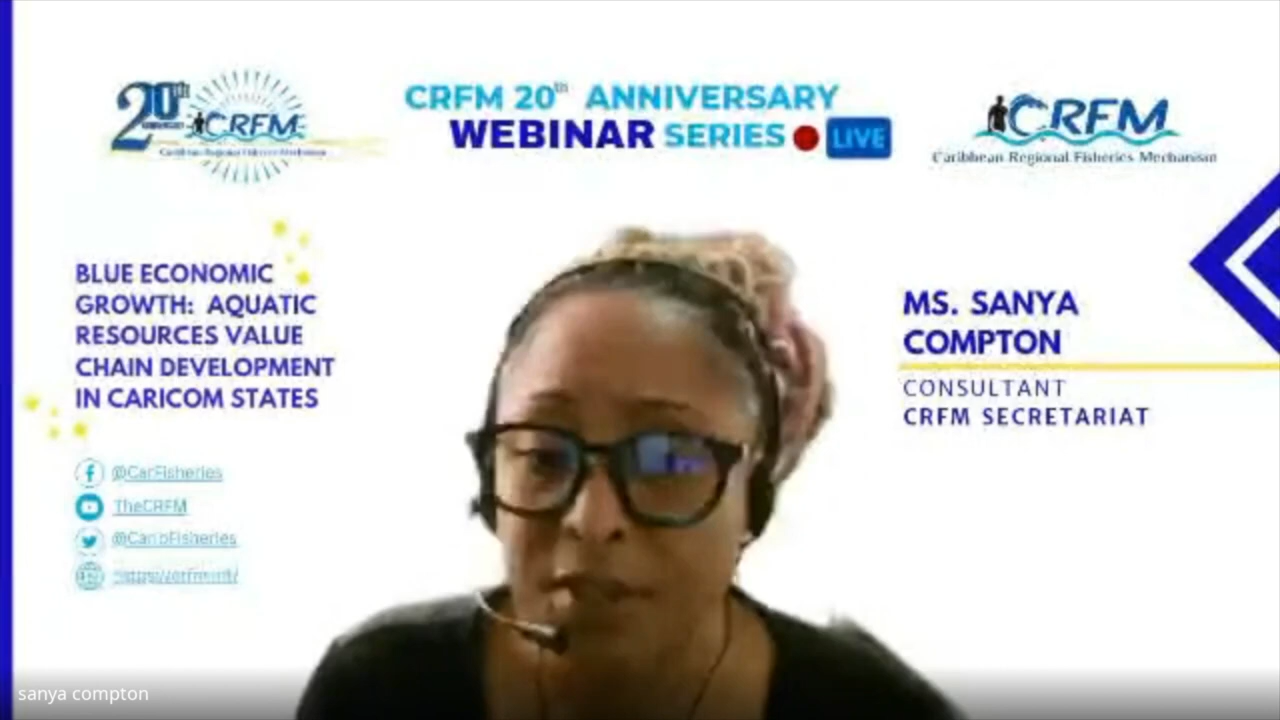 20th
CRFM
CRFM 20th ANNIVERSARY
WEBINAR SERIES LIVE
CRFM
Caribbean Regional Fisheries Mechanism
BLUE ECONOMIC
GROWTH: AQUATIC
RESOURCES VALUE
CHAIN DEVELOPMENT
IN CARICOM STATES
MS. SANYA
COMPTON
CONSULTANT
CRFM SECRETARIAT
@CarFisheries
TheCRFM
@CaribFisheries
sanya compton